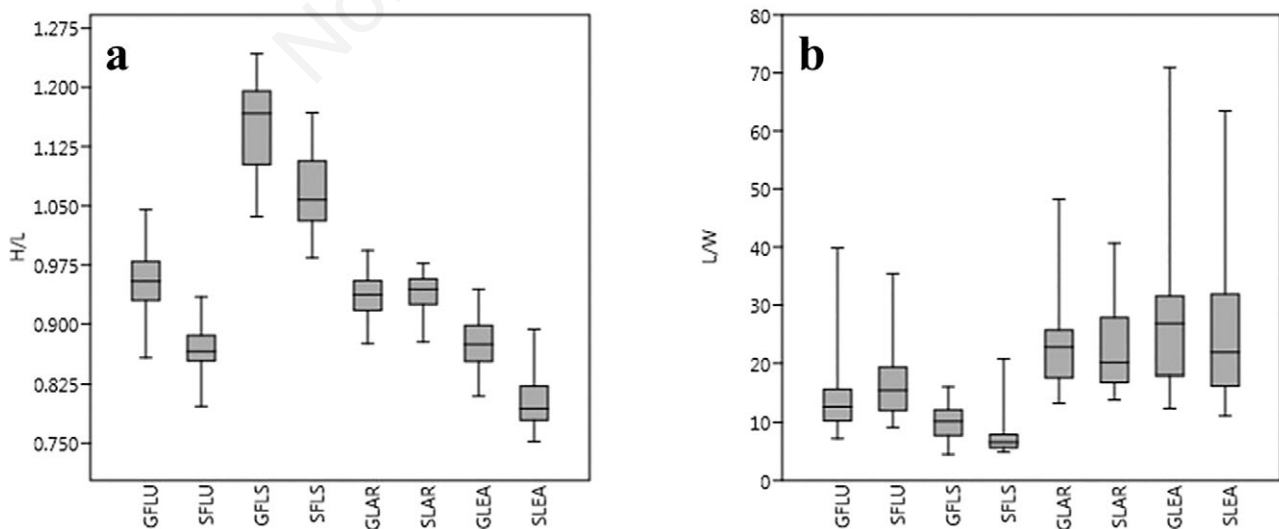 a
1.275
1.200
1.125
1.050
0.975
0.900
0.825
0.750
H/L
GFLU SFLU GFLS SFLS GLAR SLAR GLEA SLEA
b
80
70
60
50
40
30
20
10
0
L/W
GFLU SFLU GFLS SFLS GLAR SLAR GLEA SLEA
No